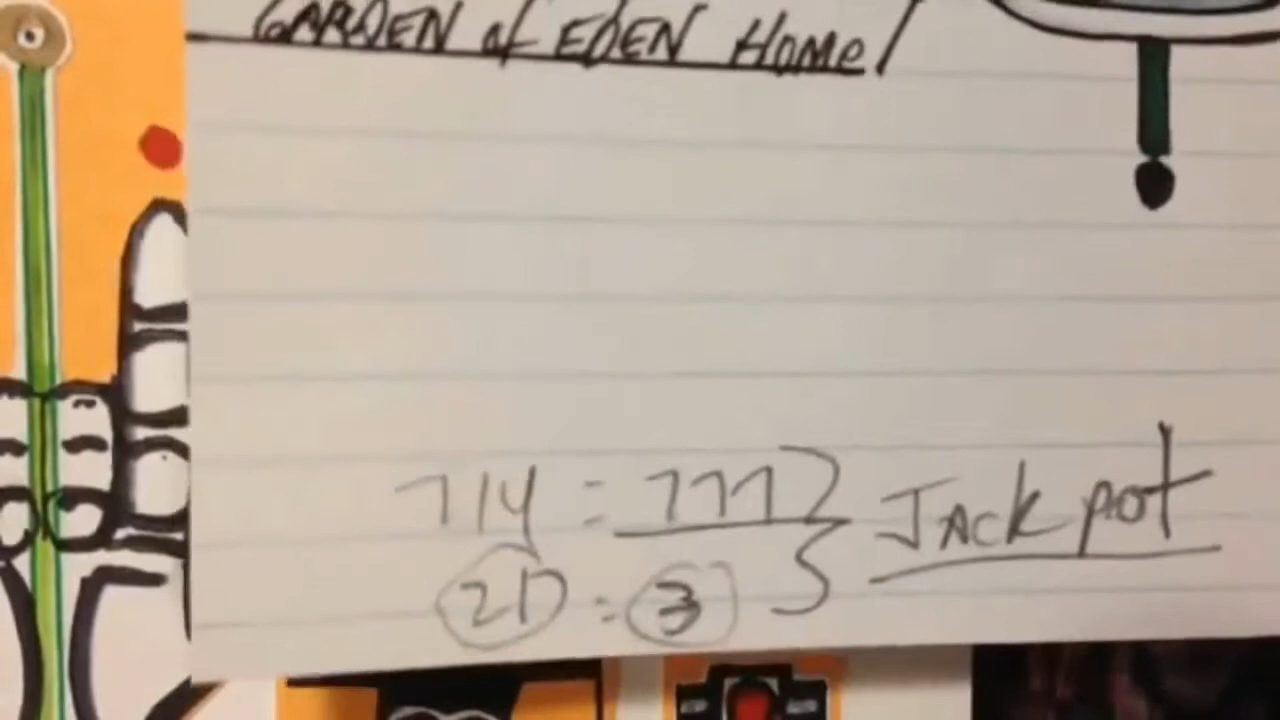 GARDEN of EDEN Home!
714 = 777 } Jackpot
21 = 3